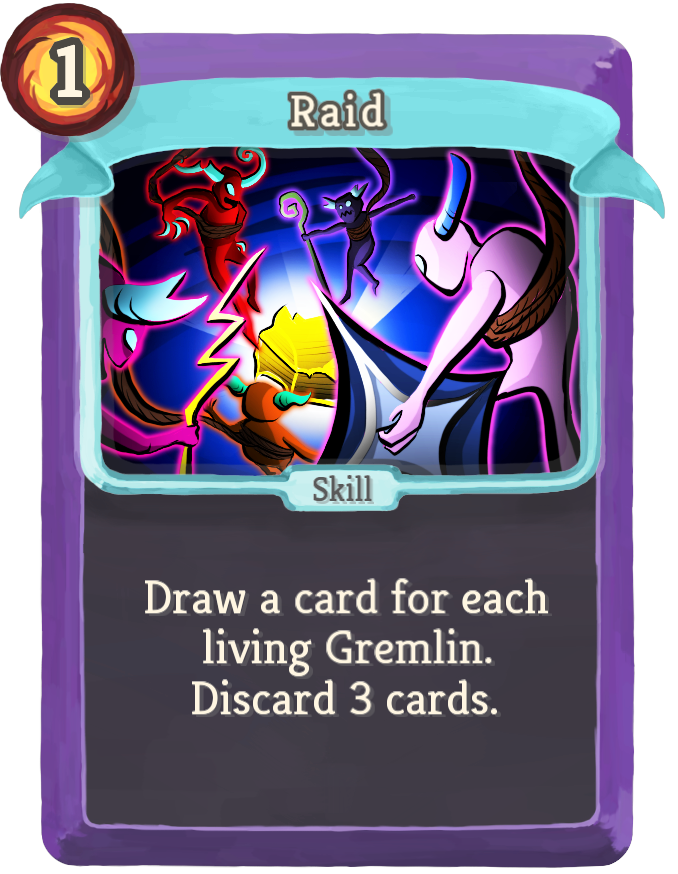 1
Raid
Skill
Draw a card for each
living Gremlin.
Discard 3 cards.